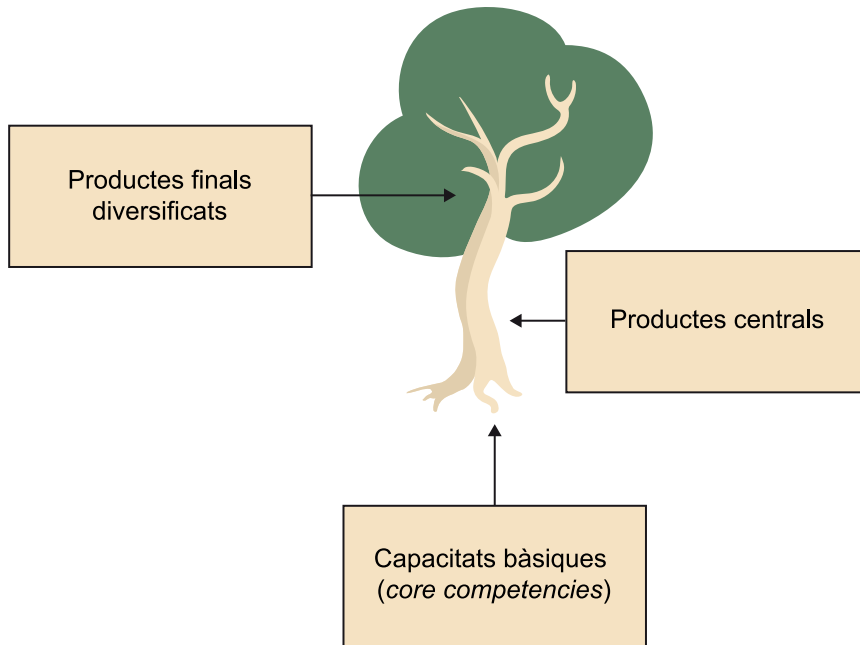 Productes finals
diversificats
Productes centrals
Capacitats bàsiques
(core competencies)